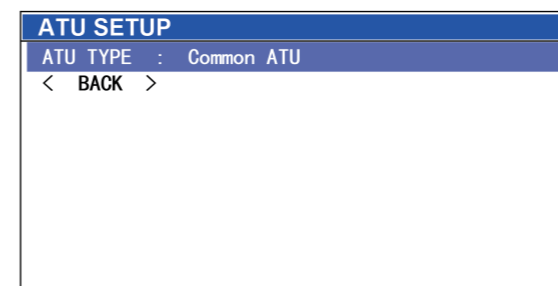 ATU SETUP
ATU TYPE : Common ATU
< BACK >